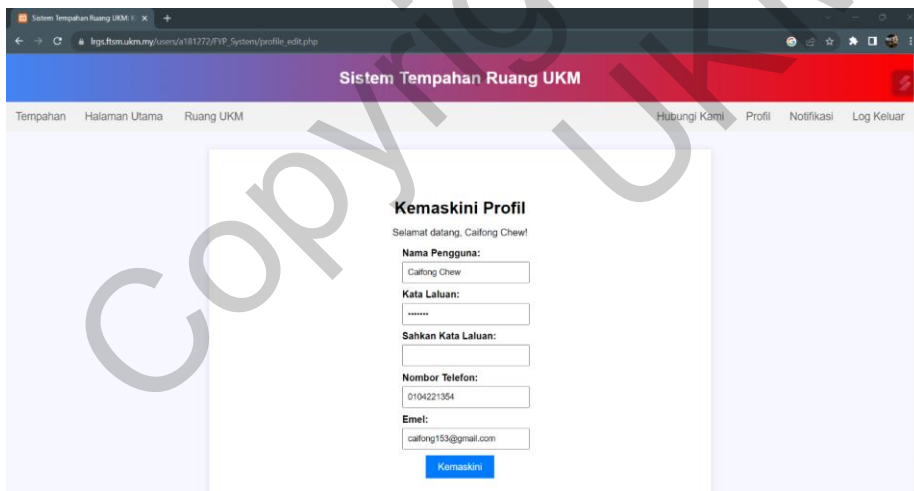 Sistem Tempahan Ruang UKM: K
lrgs.ftsm.ukm.my/users/a181272/FYP_System/profile_edit.php
Sistem Tempahan Ruang UKM
Tempahan Halaman Utama Ruang UKM Hubungi Kami Profil Notifikasi Log Keluar
Kemaskini Profil
Selamat datang, Caifong Chew!
Nama Pengguna:
Caifong Chew
Kata Laluan:
•••••••
Sahkan Kata Laluan:
Nombor Telefon:
0104221354
Emel:
caifong153@gmail.com
Kemaskini
Copyrig
UKM